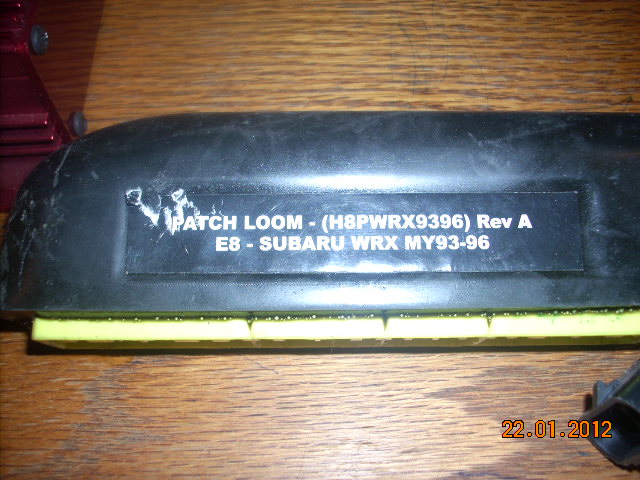 PATCH LOOM - (H8PWRX9396) Rev A
E8 - SUBARU WRX MY93-96
22.01.2012